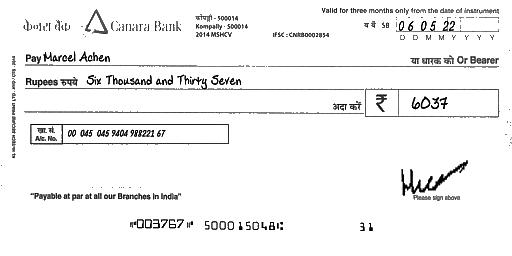 केनरा बैंक Canara Bank
कोंपल्ली - 500014
Kompally - 500014
2014 MSHCV
IFSC : CNRB0002854
Valid for three months only from the date of instrument
SB 06 05 22
D D M M Y Y Y Y
Pay Marcel Achen
या धारक को Or Bearer
Rupees रुपये Six Thousand and Thirty Seven
अदा करें ₹ 6037
खा. सं.
A/c. No. 00 045 045 9404 988221 67
Please sign above
"Payable at par at all our Branches in India"
⑈003767⑈ 500015048⑆ 31